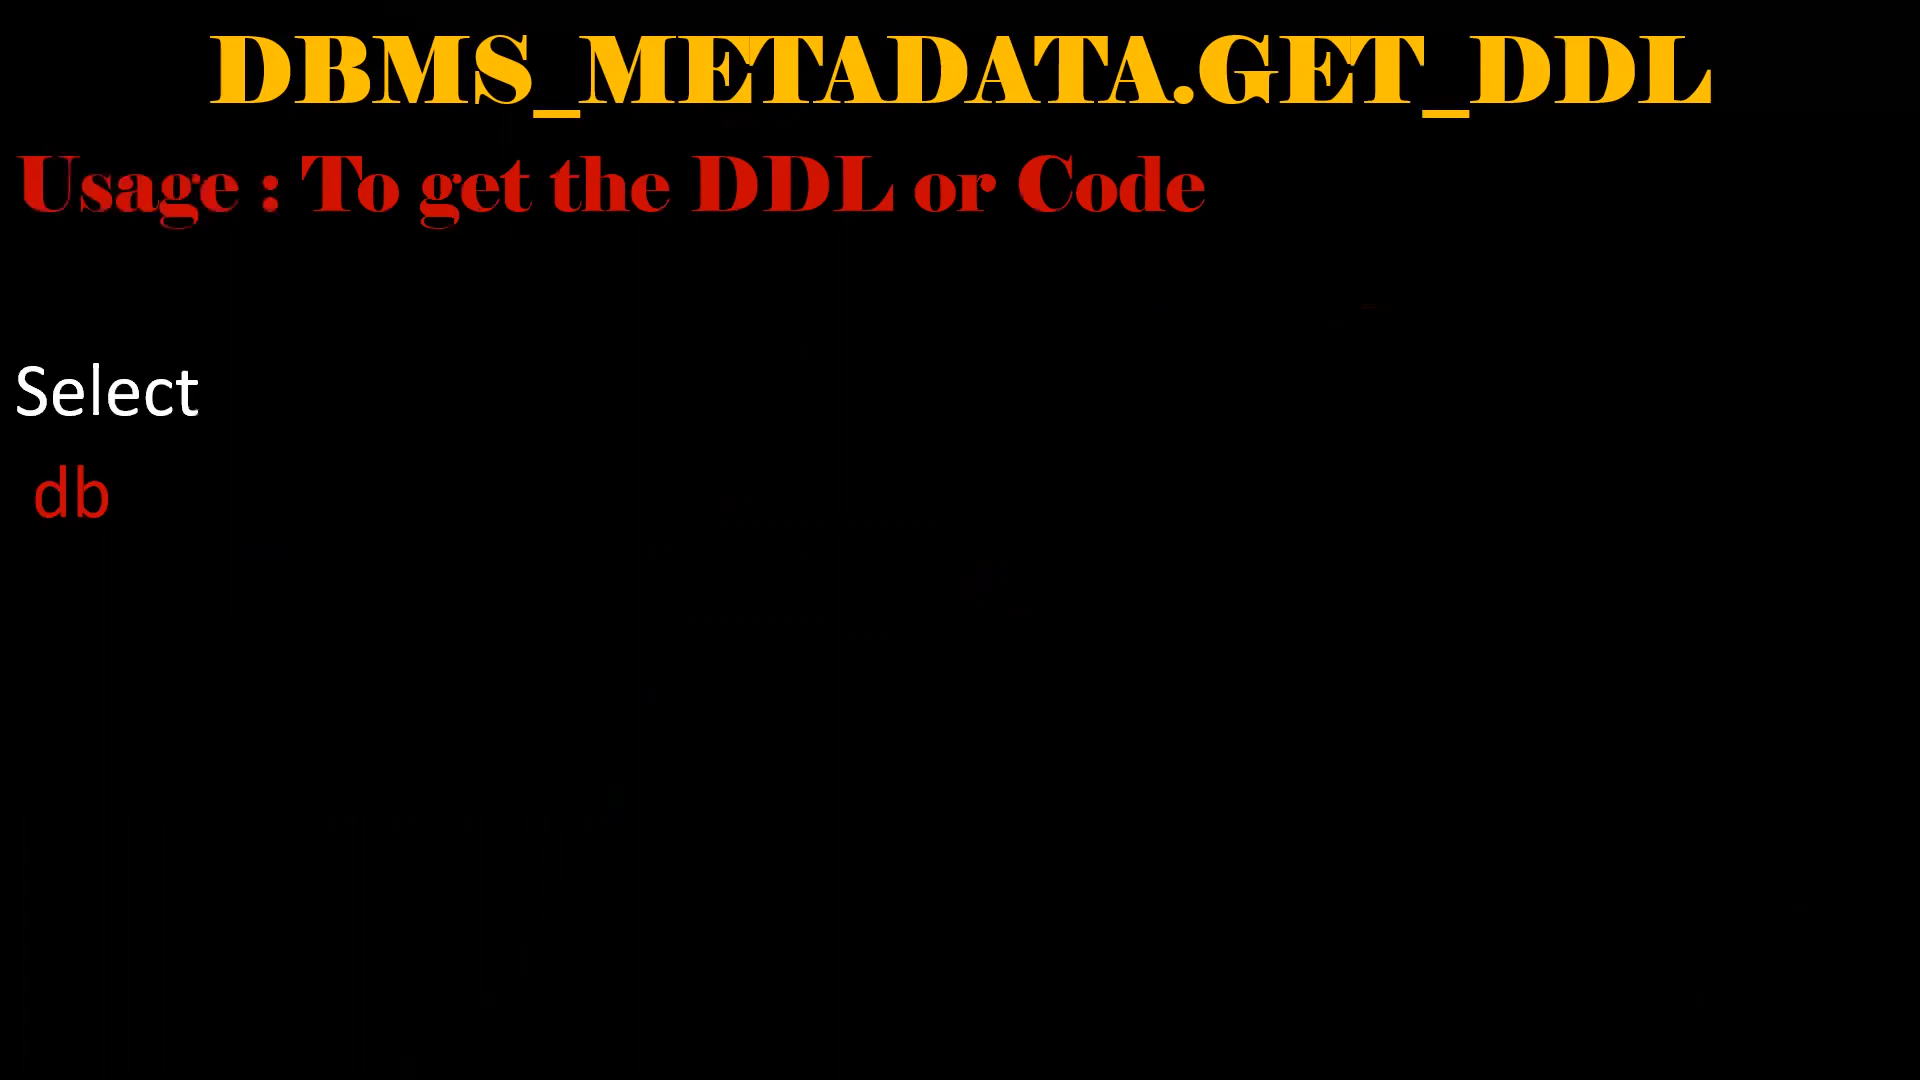 DBMS_METADATA.GET_DDL
Usage : To get the DDL or Code
Select
db